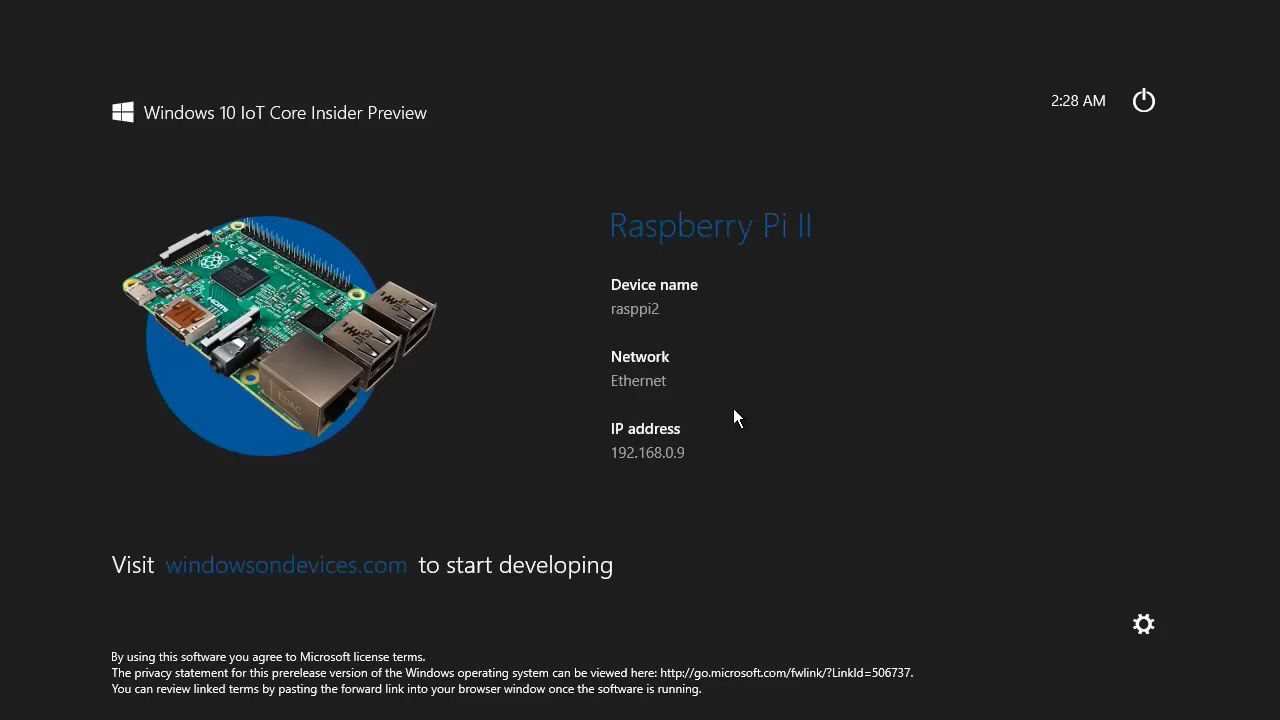 Windows 10 IoT Core Insider Preview
2:28 AM
Raspberry Pi II
Device name
rasppi2
Network
Ethernet
IP address
192.168.0.9
HDMI
EDAC
Visit windowsondevices.com to start developing
By using this software you agree to Microsoft license terms.
The privacy statement for this prerelease version of the Windows operating system can be viewed here: http://go.microsoft.com/fwlink/?LinkId=506737.
You can review linked terms by pasting the forward link into your browser window once the software is running.